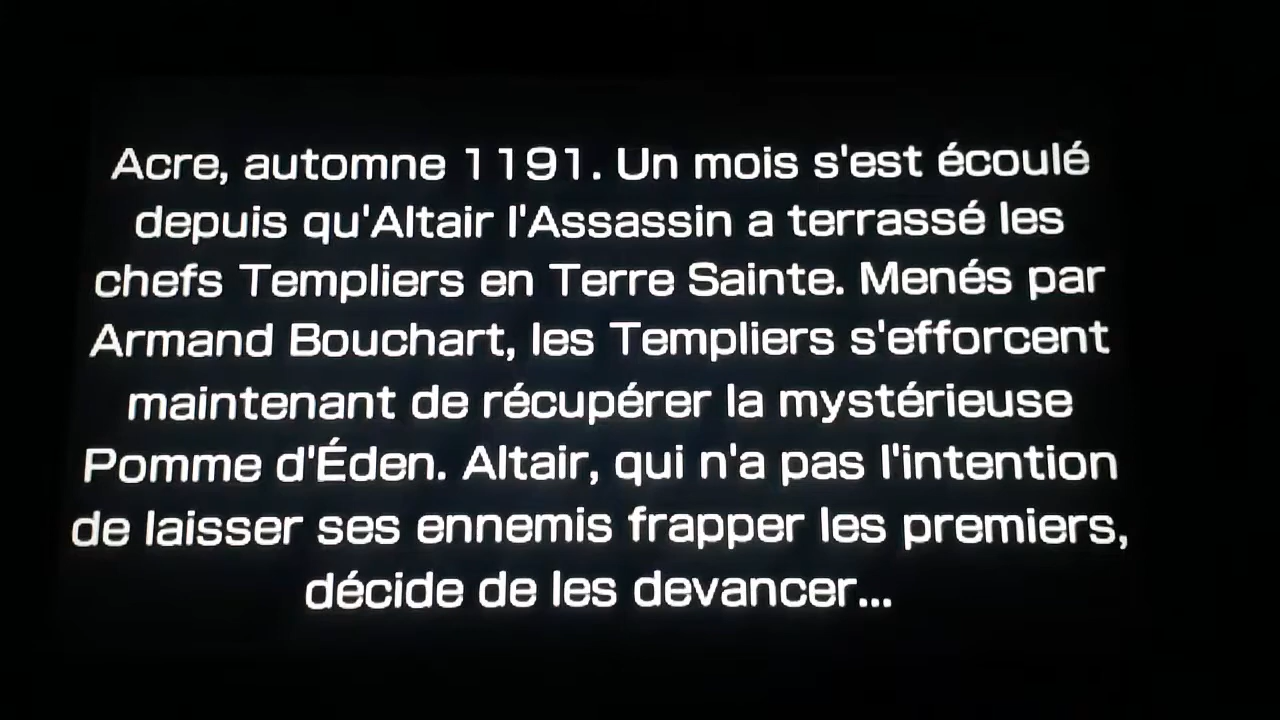 Acre, automne 1191. Un mois s'est écoulé
depuis qu'Altair l'Assassin a terrassé les
chefs Templiers en Terre Sainte. Menés par
Armand Bouchart, les Templiers s'efforcent
maintenant de récupérer la mystérieuse
Pomme d'Éden. Altair, qui n'a pas l'intention
de laisser ses ennemis frapper les premiers,
décide de les devancer...